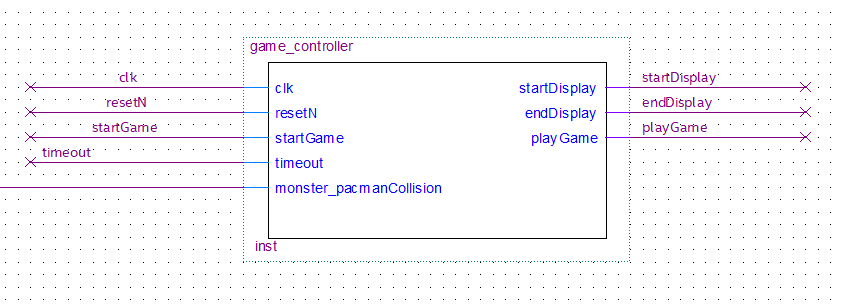 game_controller
clk
resetN
startGame
timeout
clk
resetN
startGame
timeout
monster_pacmanCollision
startDisplay
endDisplay
playGame
startDisplay
endDisplay
playGame
inst